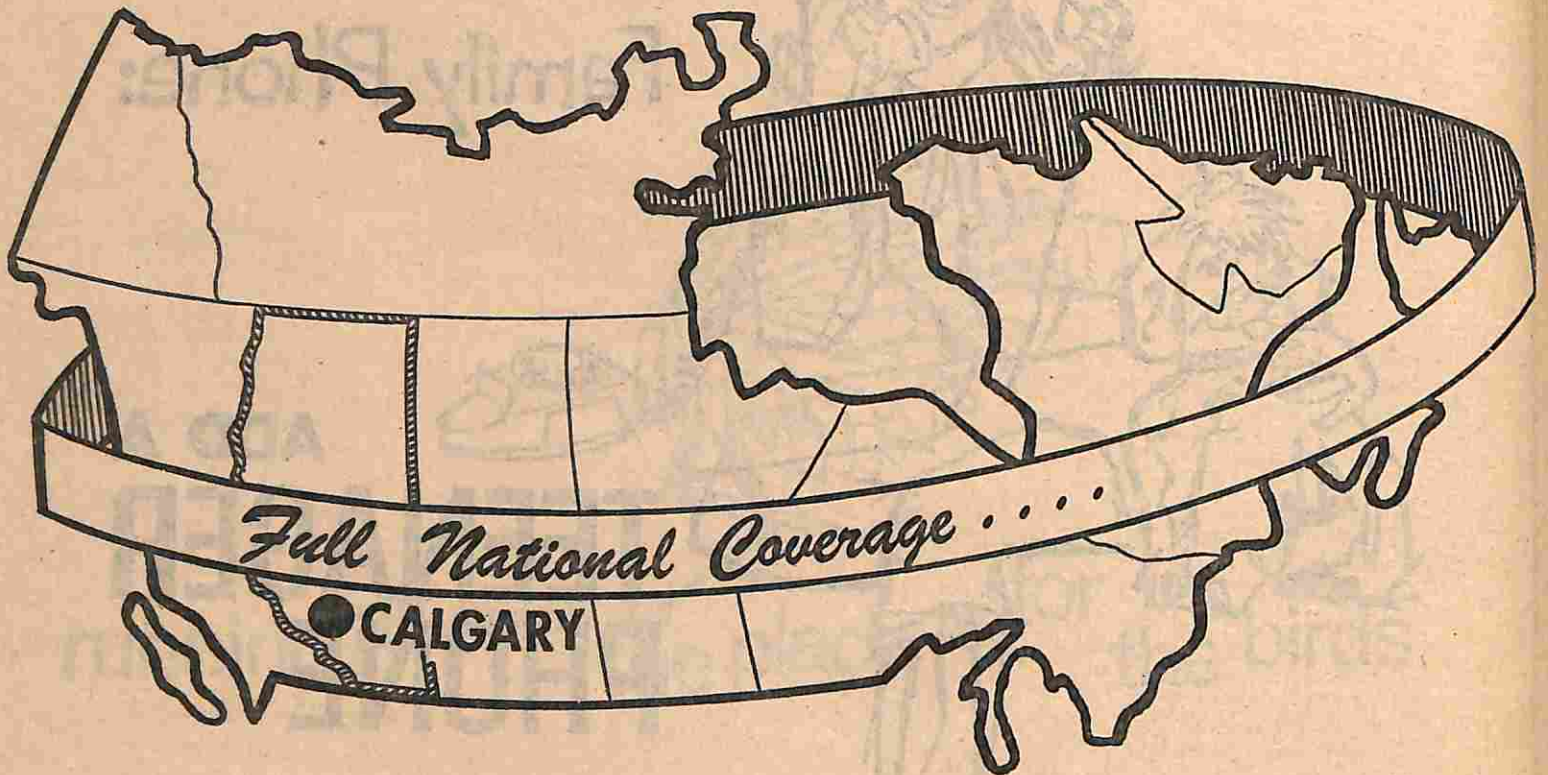 Full National Coverage . . . .
CALGARY